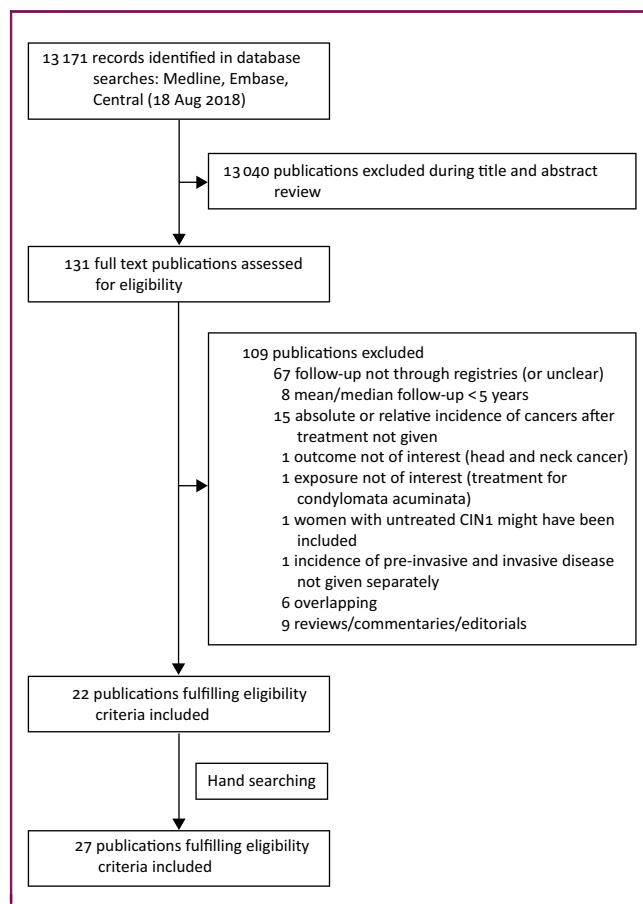 13 171 records identified in database
searches: Medline, Embase,
Central (18 Aug 2018)
13 040 publications excluded during title and abstract
review
131 full text publications assessed
for eligibility
109 publications excluded
67 follow-up not through registries (or unclear)
8 mean/median follow-up < 5 years
15 absolute or relative incidence of cancers after
treatment not given
1 outcome not of interest (head and neck cancer)
1 exposure not of interest (treatment for
condylomata acuminata)
1 women with untreated CIN1 might have been
included
1 incidence of pre-invasive and invasive disease
not given separately
6 overlapping
9 reviews/commentaries/editorials
22 publications fulfilling eligibility
criteria included
Hand searching
27 publications fulfilling eligibility
criteria included